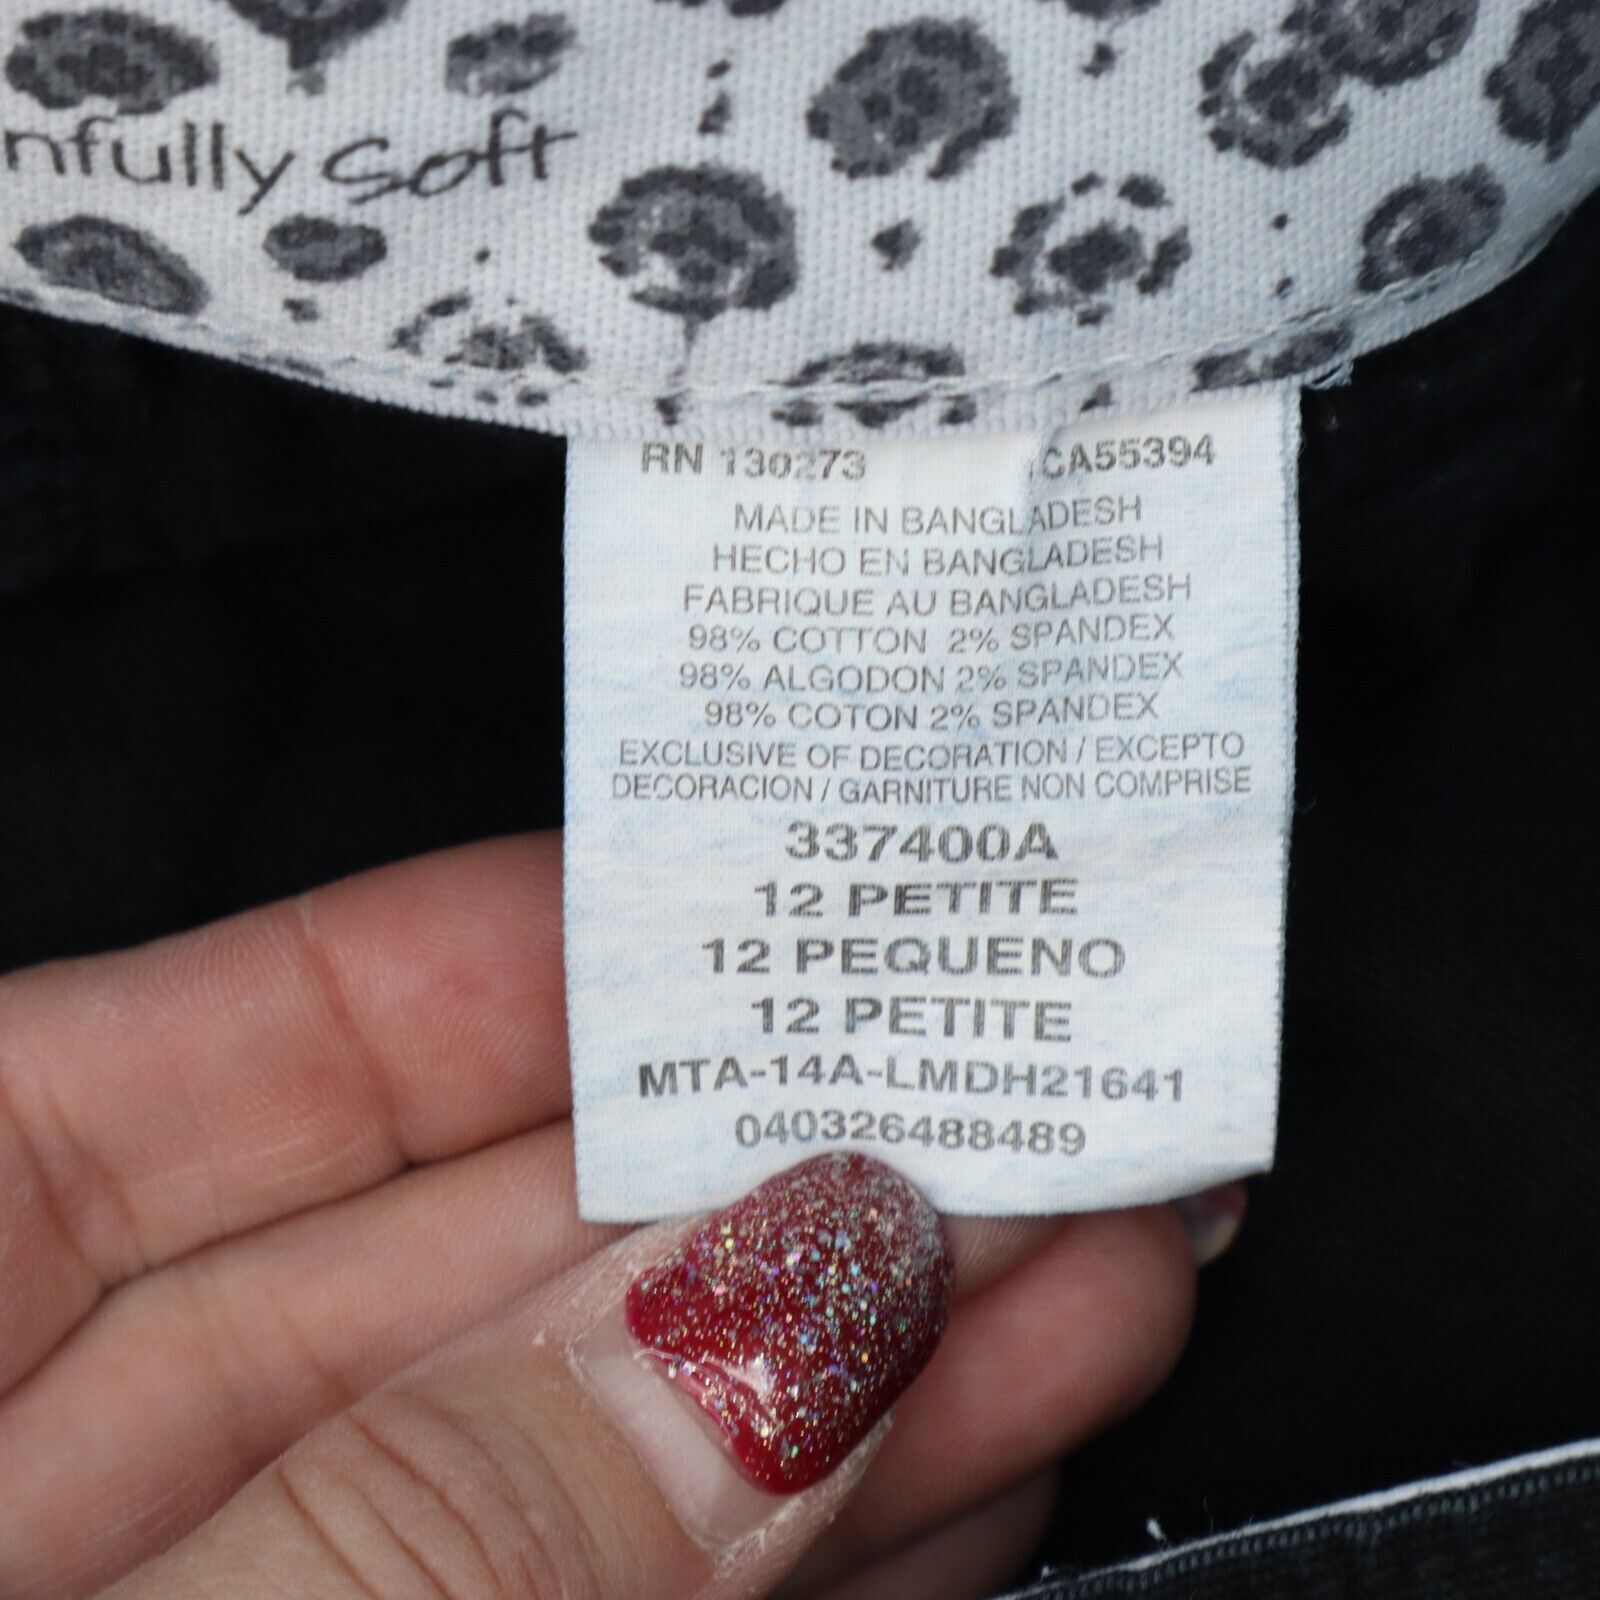 Soft
RN 130273 CA55394
MADE IN BANGLADESH
HECHO EN BANGLADESH
FABRIQUE AU BANGLADESH
98% COTTON 2% SPANDEX
98% ALGODON 2% SPANDEX
98% COTON 2% SPANDEX
EXCLUSIVE OF DECORATION / EXCEPTO
DECORACION / GARNITURE NON COMPRISE
337400A
12 PETITE
12 PEQUENO
12 PETITE
MTA-14A-LMDH21641
040326488489